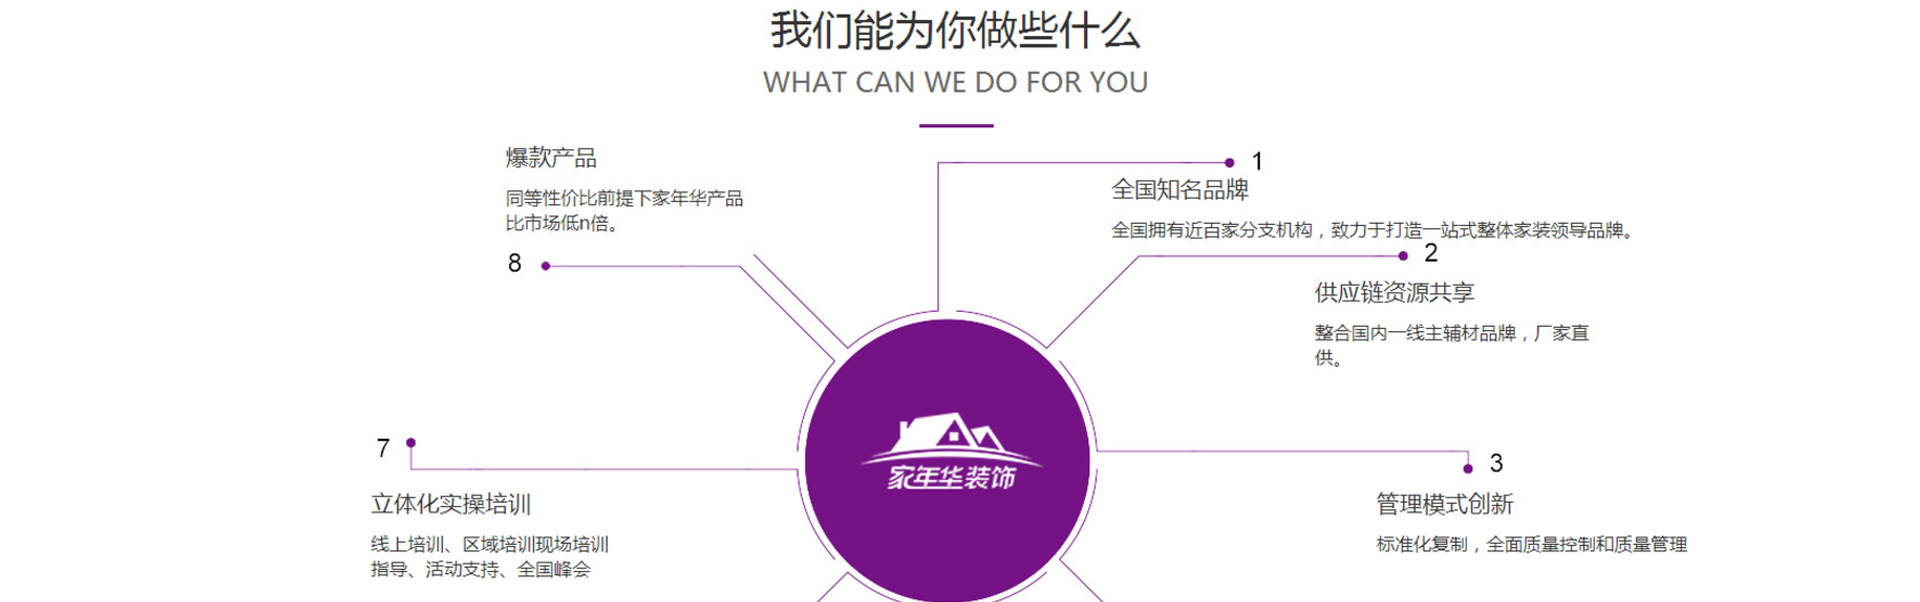 我们能为你做些什么
WHAT CAN WE DO FOR YOU
爆款产品
同等性价比前提下家年华产品
比市场低n倍。
8
1
全国知名品牌
全国拥有近百家分支机构，致力于打造一站式整体家装领导品牌。
2
供应链资源共享
整合国内一线主辅材品牌，厂家直
供。
家年华装饰
7
立体化实操培训
线上培训、区域培训现场培训
指导、活动支持、全国峰会
3
管理模式创新
标准化复制，全面质量控制和质量管理